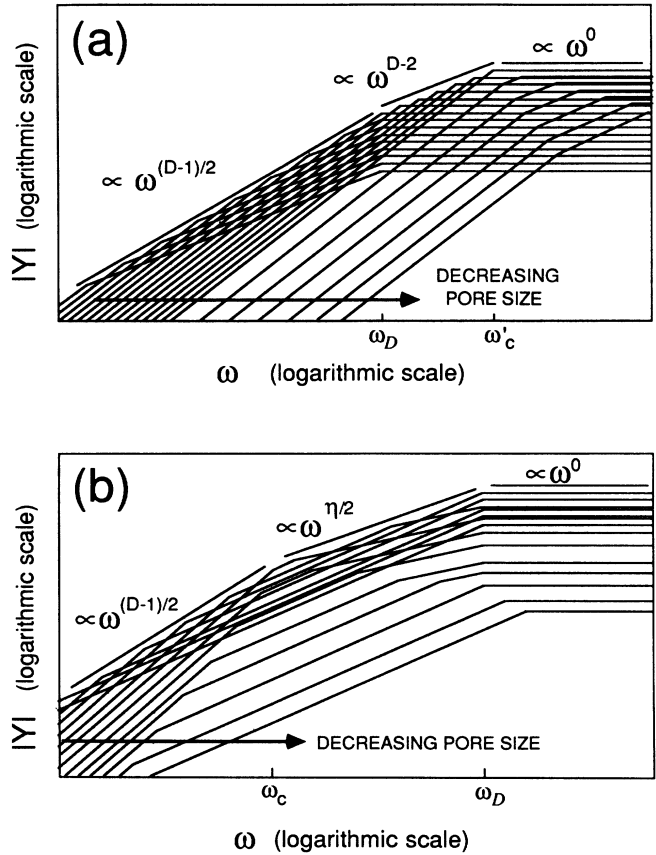 (a)
∝ ω^0
∝ ω^{D-2}
∝ ω^{(D-1)/2}
|Y| (logarithmic scale)
DECREASING
PORE SIZE
ω_D
ω'_c
ω (logarithmic scale)
(b)
∝ω^0
∝ω^{η/2}
∝ω^{(D-1)/2}
|Y| (logarithmic scale)
DECREASING PORE SIZE
ω_c
ω_D
ω (logarithmic scale)